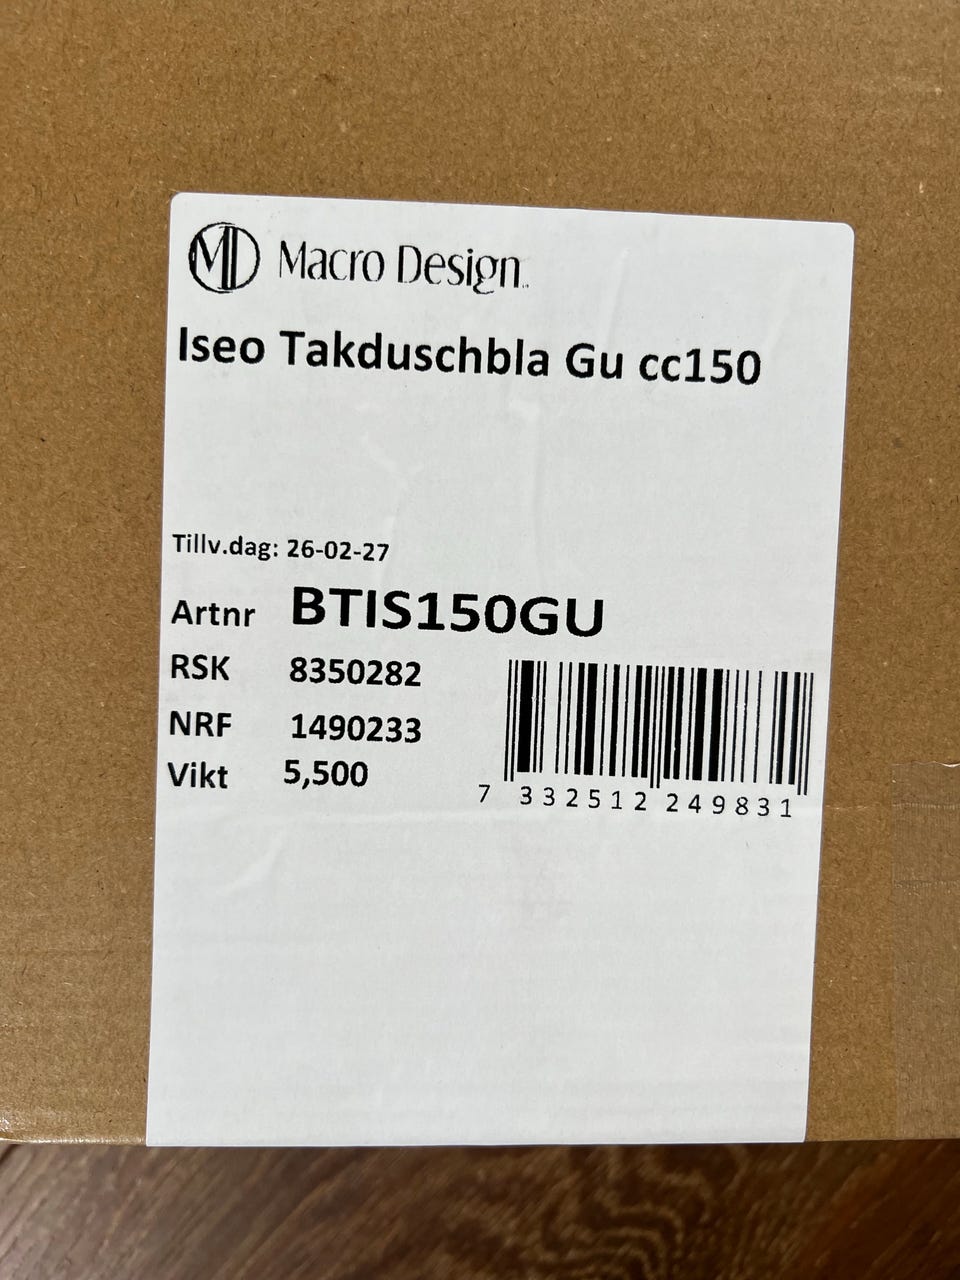 MD Macro Design
Iseo Takduschbla Gu cc150
Tillv.dag: 26-02-27
Artnr BTIS150GU
RSK 8350282
NRF 1490233
Vikt 5,500
7 332512 249831